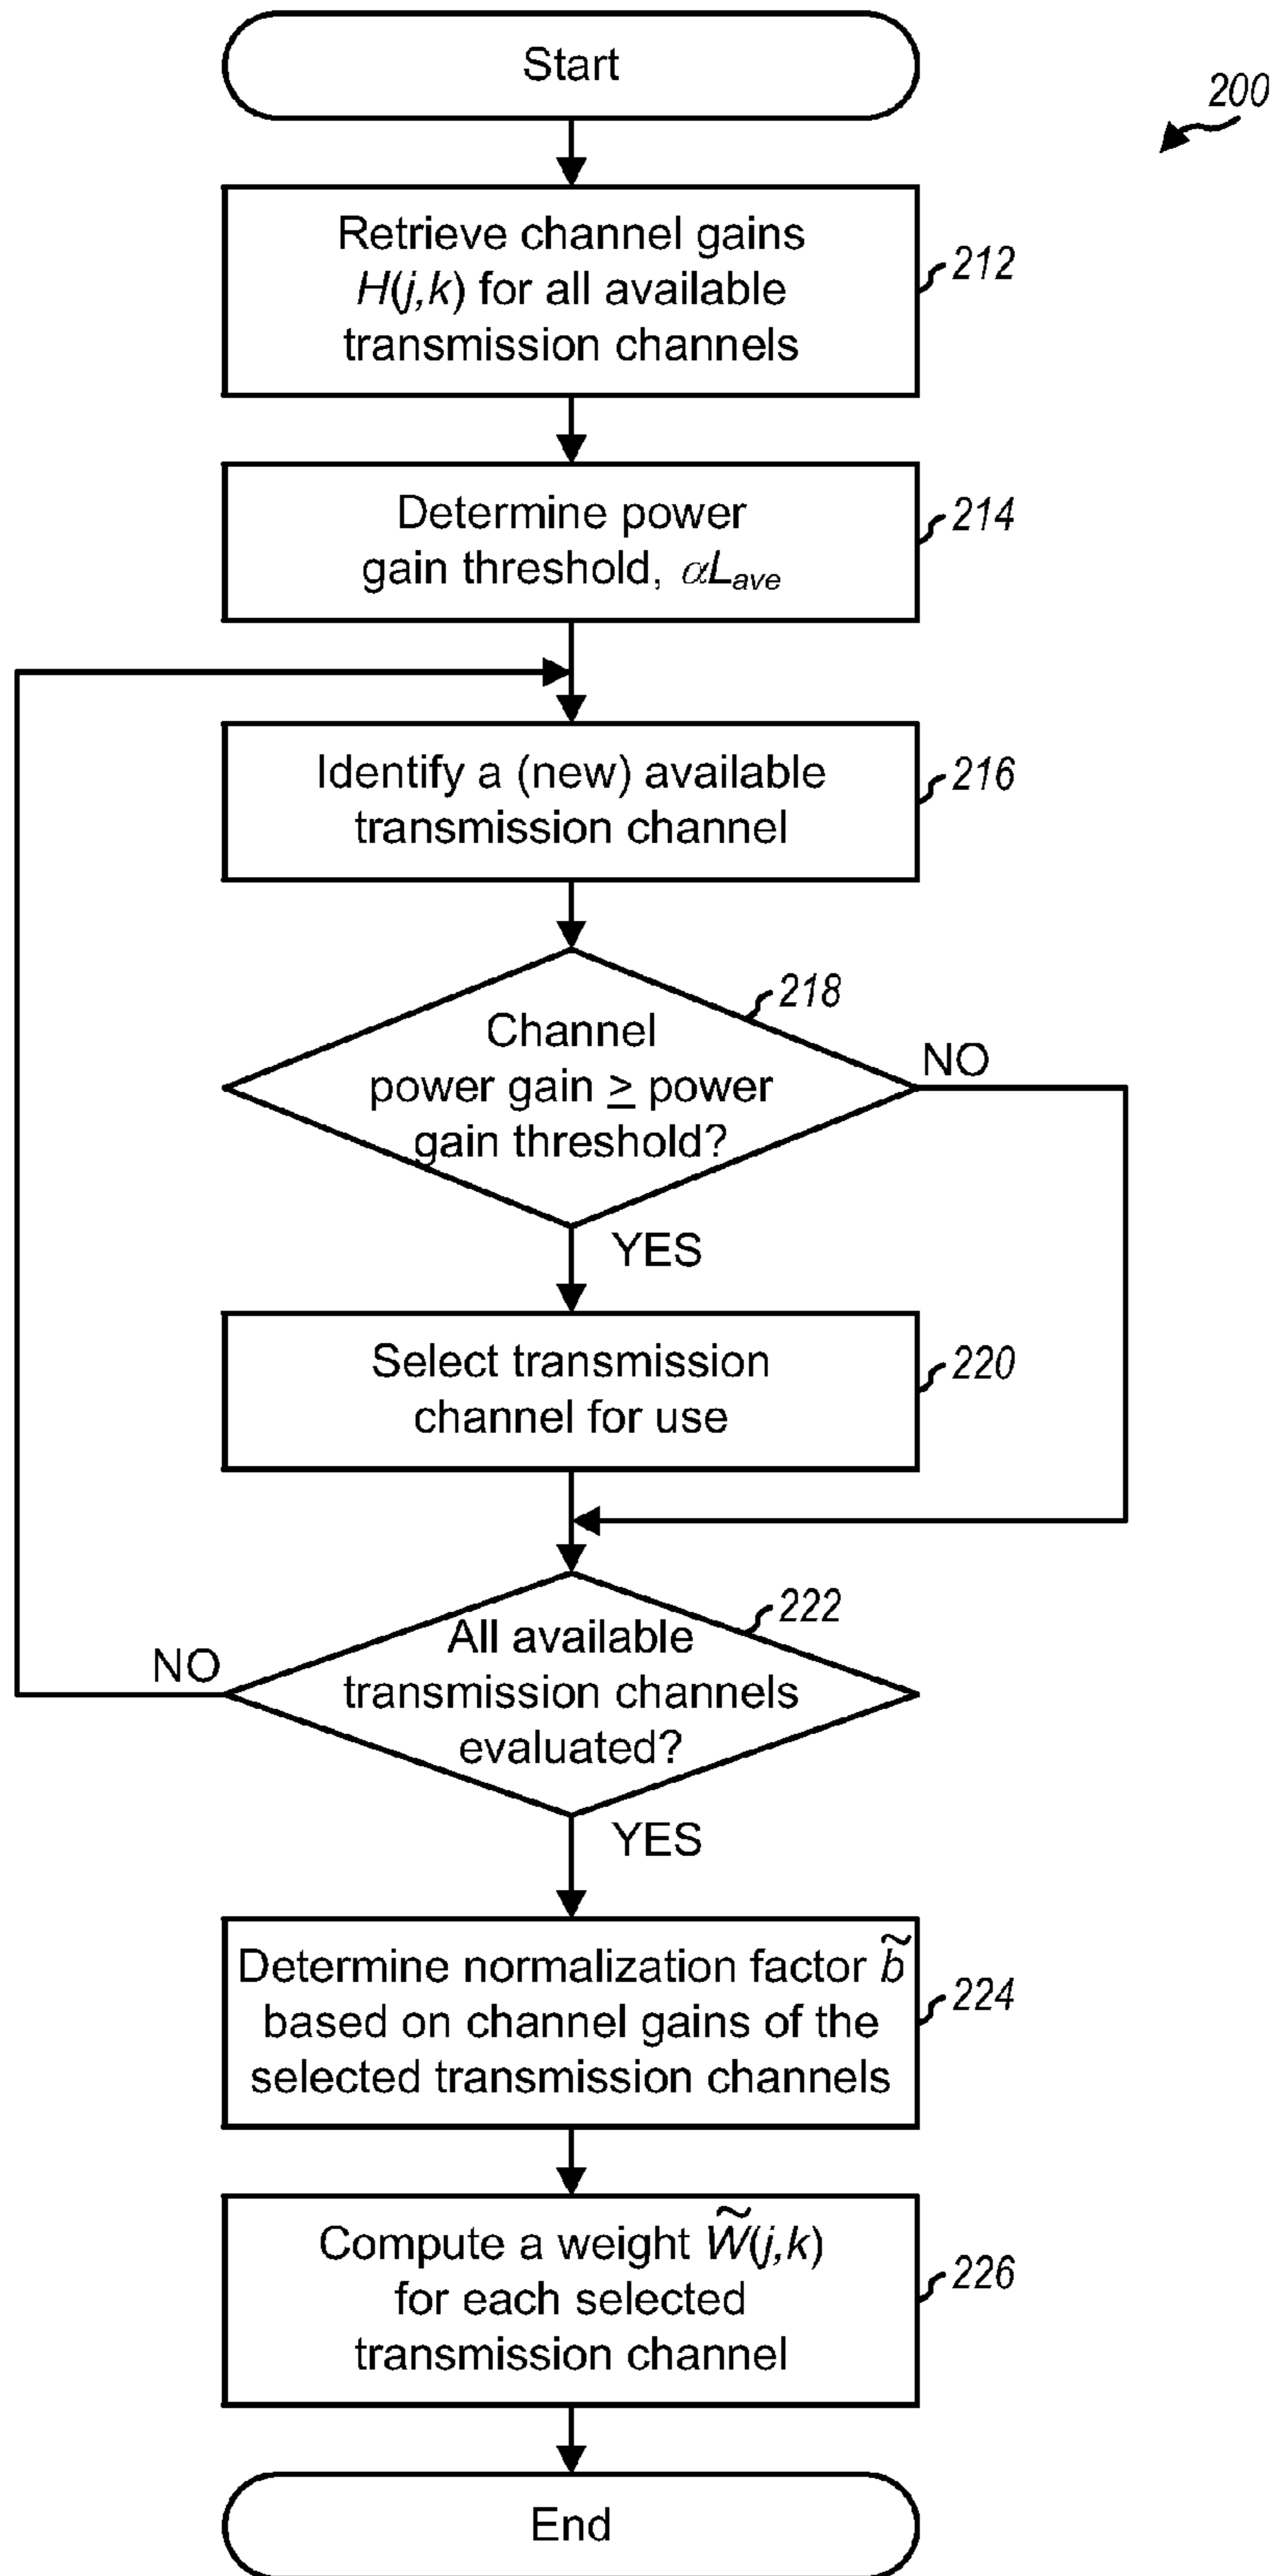 Start
200
Retrieve channel gains
H(j,k) for all available
transmission channels
212
Determine power
gain threshold, αL_ave
214
Identify a (new) available
transmission channel
216
218
Channel
power gain ≥ power
gain threshold?
NO
YES
Select transmission
channel for use
220
222
All available
transmission channels
evaluated?
NO
YES
Determine normalization factor b̃
based on channel gains of the
selected transmission channels
224
Compute a weight W̃(j,k)
for each selected
transmission channel
226
End